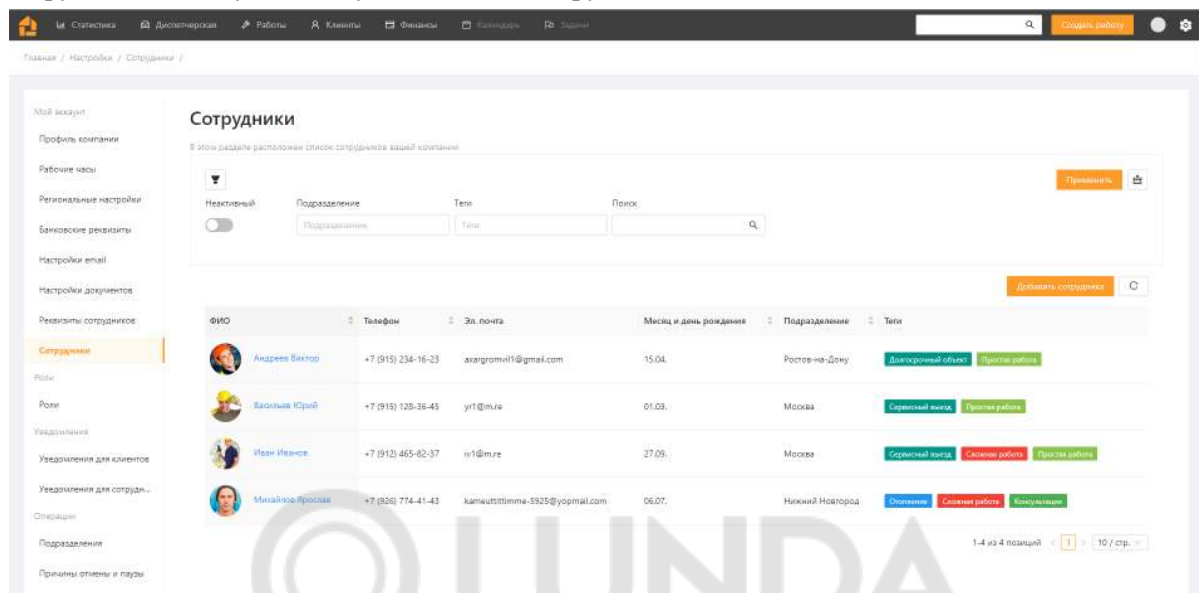 Статистика Диспетчерская Работы Клиенты Финансы Календарь Задачи Создать работу
Главная / Настройки / Сотрудники /
Мой аккаунт
Профиль компании
Рабочие часы
Региональные настройки
Банковские реквизиты
Настройки email
Настройки документов
Реквизиты сотрудников
Сотрудники
Роли
Роли
Уведомления
Уведомления для клиентов
Уведомления для сотрудн...
Операции
Подразделения
Причины отмены и паузы
Сотрудники
В этом разделе расположен список сотрудников вашей компании
Применить
Неактивный Подразделение Теги Поиск
Подразделение Теги
Добавить сотрудника
ФИО Телефон Эл. почта Месяц и день рождения Подразделение Теги
Андреев Виктор +7 (915) 234-16-23 axargromvil1@gmail.com 15.04. Ростов-на-Дону Долгосрочный объект Простая работа
Васильев Юрий +7 (915) 128-36-45 yr1@m.re 01.03. Москва Сервисный выезд Простая работа
Иван Иванов +7 (912) 465-82-37 iv1@m.re 27.09. Москва Сервисный выезд Сложная работа Простая работа
Михайлов Ярослав +7 (926) 774-41-43 kameuttittimme-5925@yopmail.com 06.07. Нижний Новгород Отопление Сложная работа Консультация
1-4 из 4 позиций < 1 > 10 / стр.
LUNDA